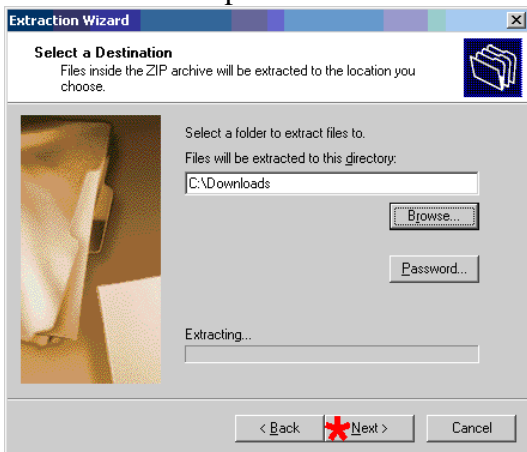 Extraction Wizard
Select a Destination
Files inside the ZIP archive will be extracted to the location you
choose.
Select a folder to extract files to.
Files will be extracted to this directory:
C:\Downloads
Browse...
Password...
Extracting...
< Back Next > Cancel